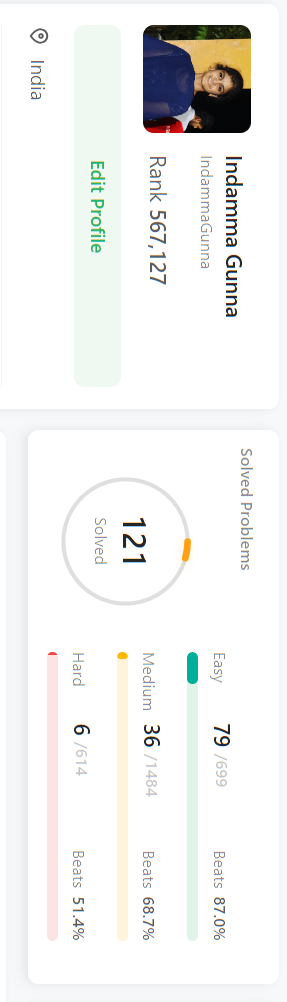 Indamma Gunna
IndammaGunna
Rank 567,127
Edit Profile
India
Solved Problems
121
Solved
Easy 79 /699 Beats 87.0%
Medium 36 /1484 Beats 68.7%
Hard 6 /614 Beats 51.4%